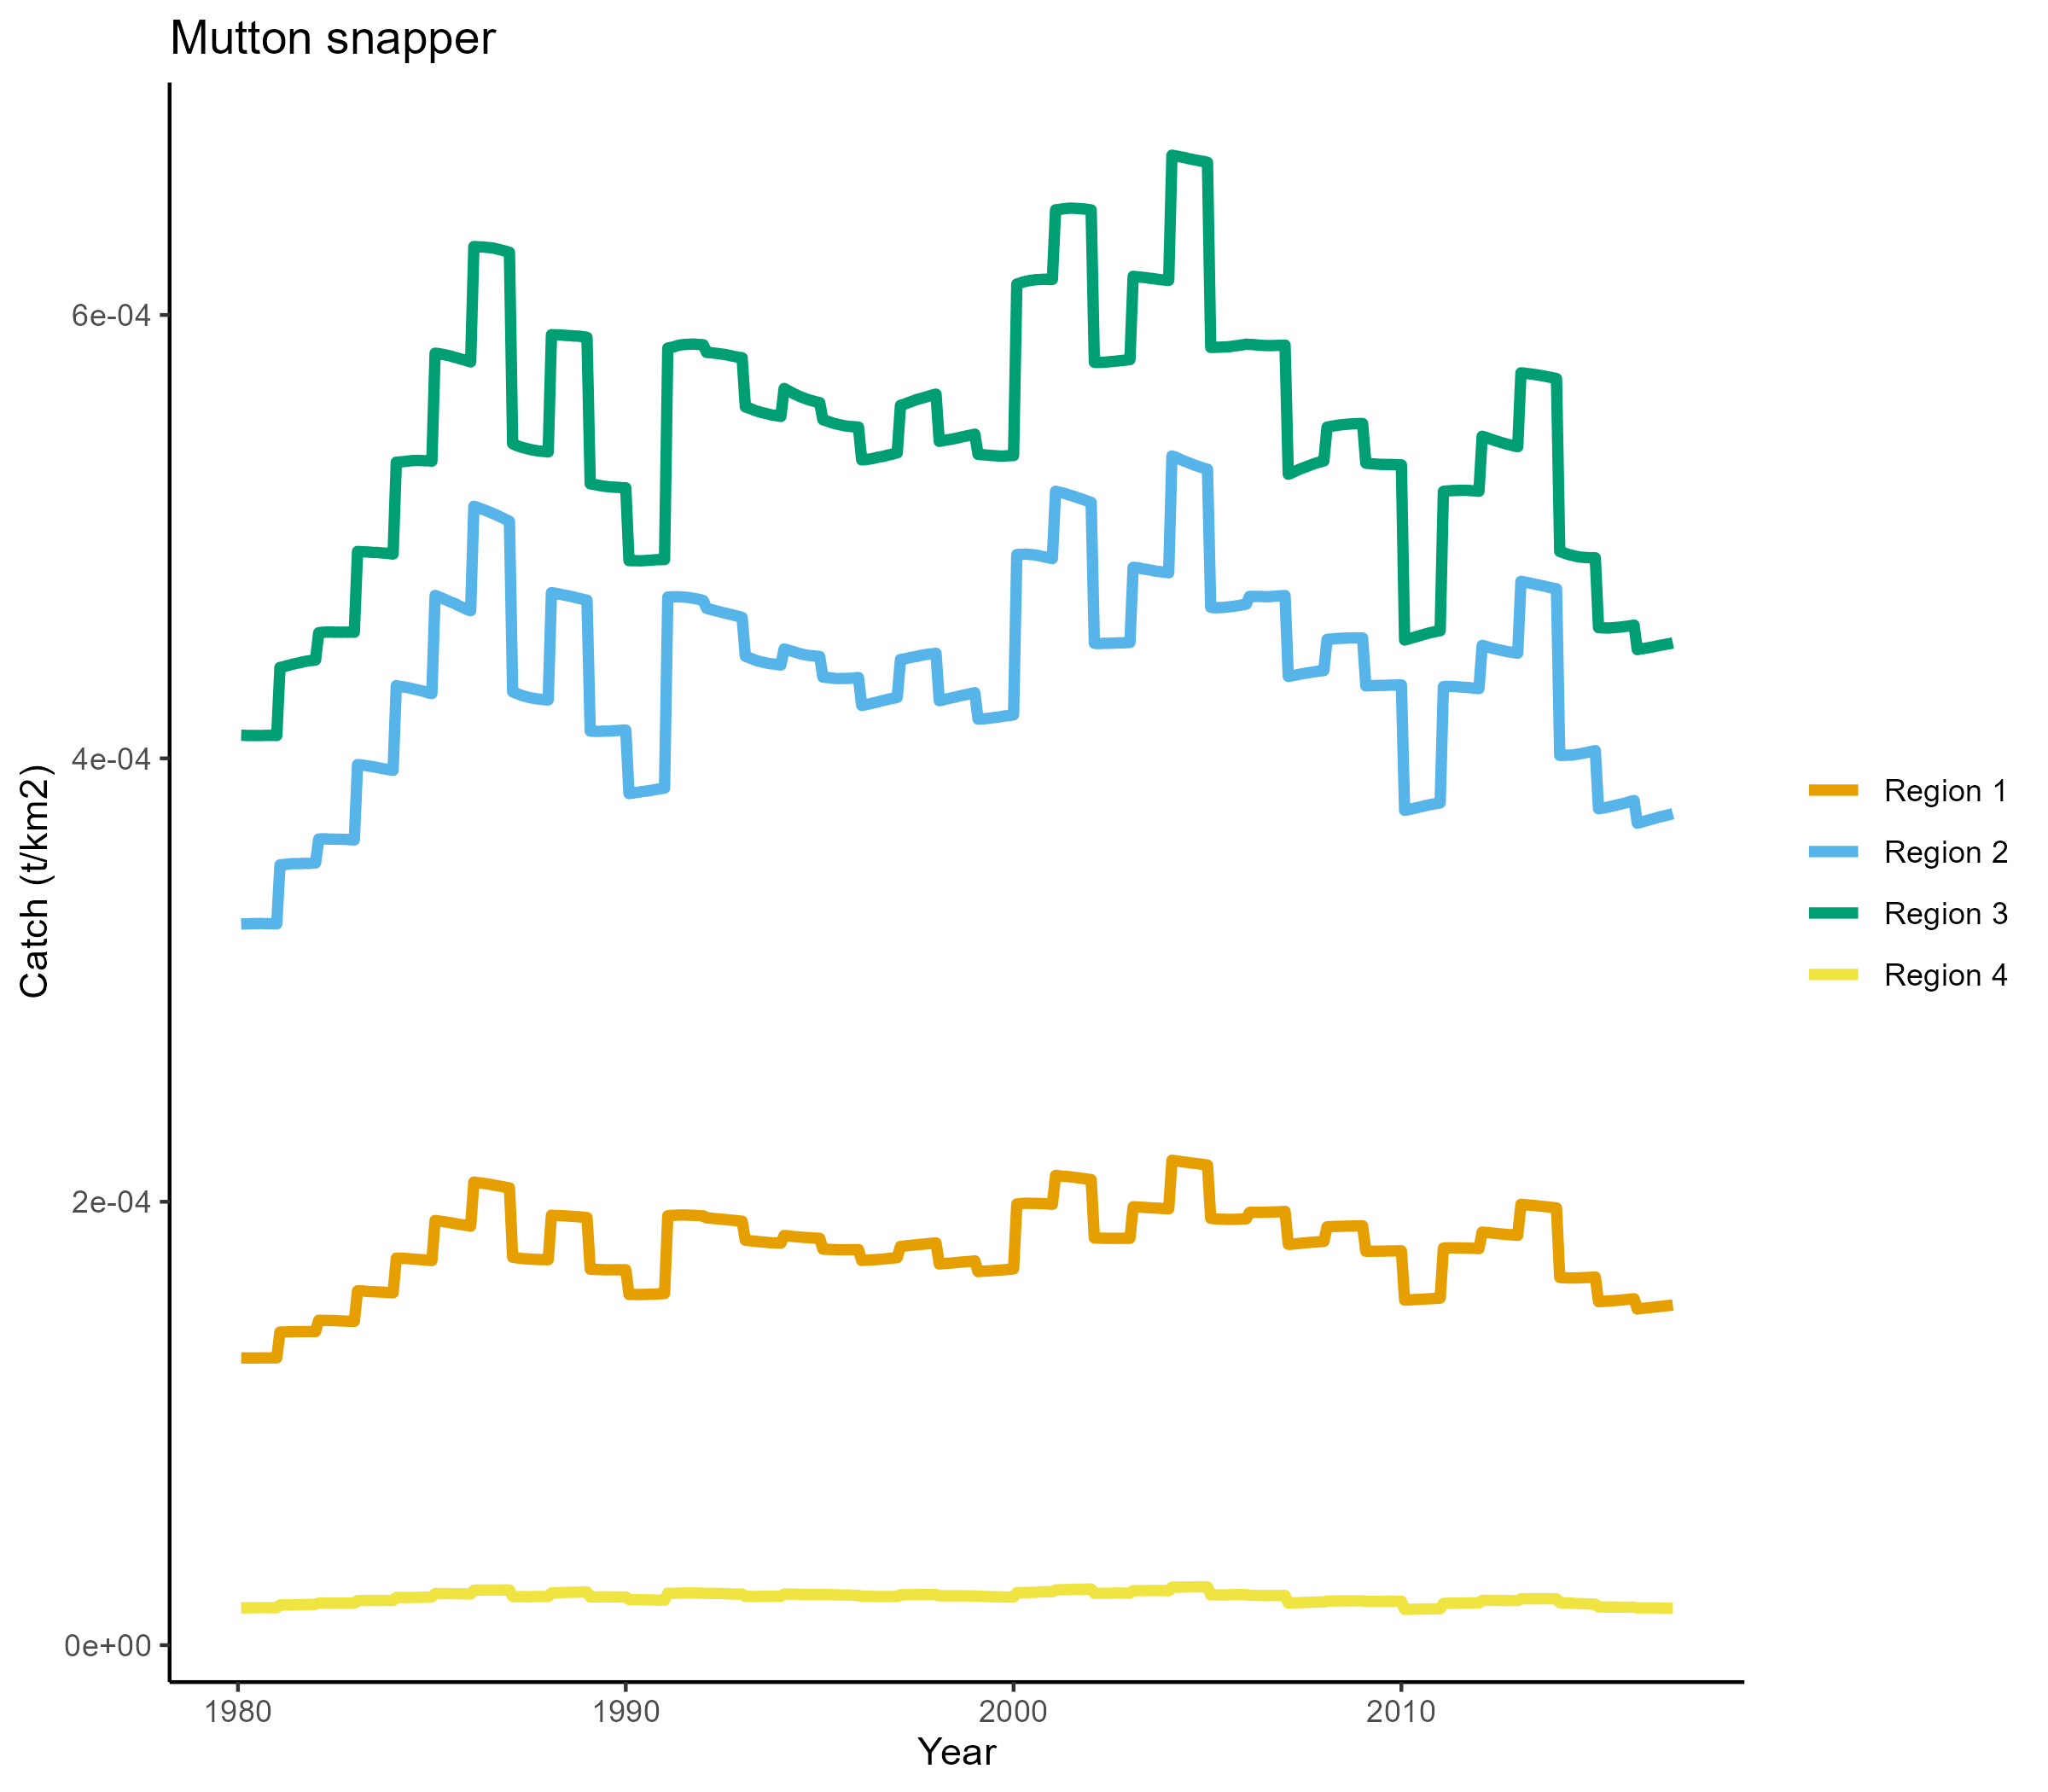 Mutton snapper
Catch (t/km2)
6e-04
4e-04
2e-04
0e+00
1980
1990
2000
2010
Year
Region 1
Region 2
Region 3
Region 4